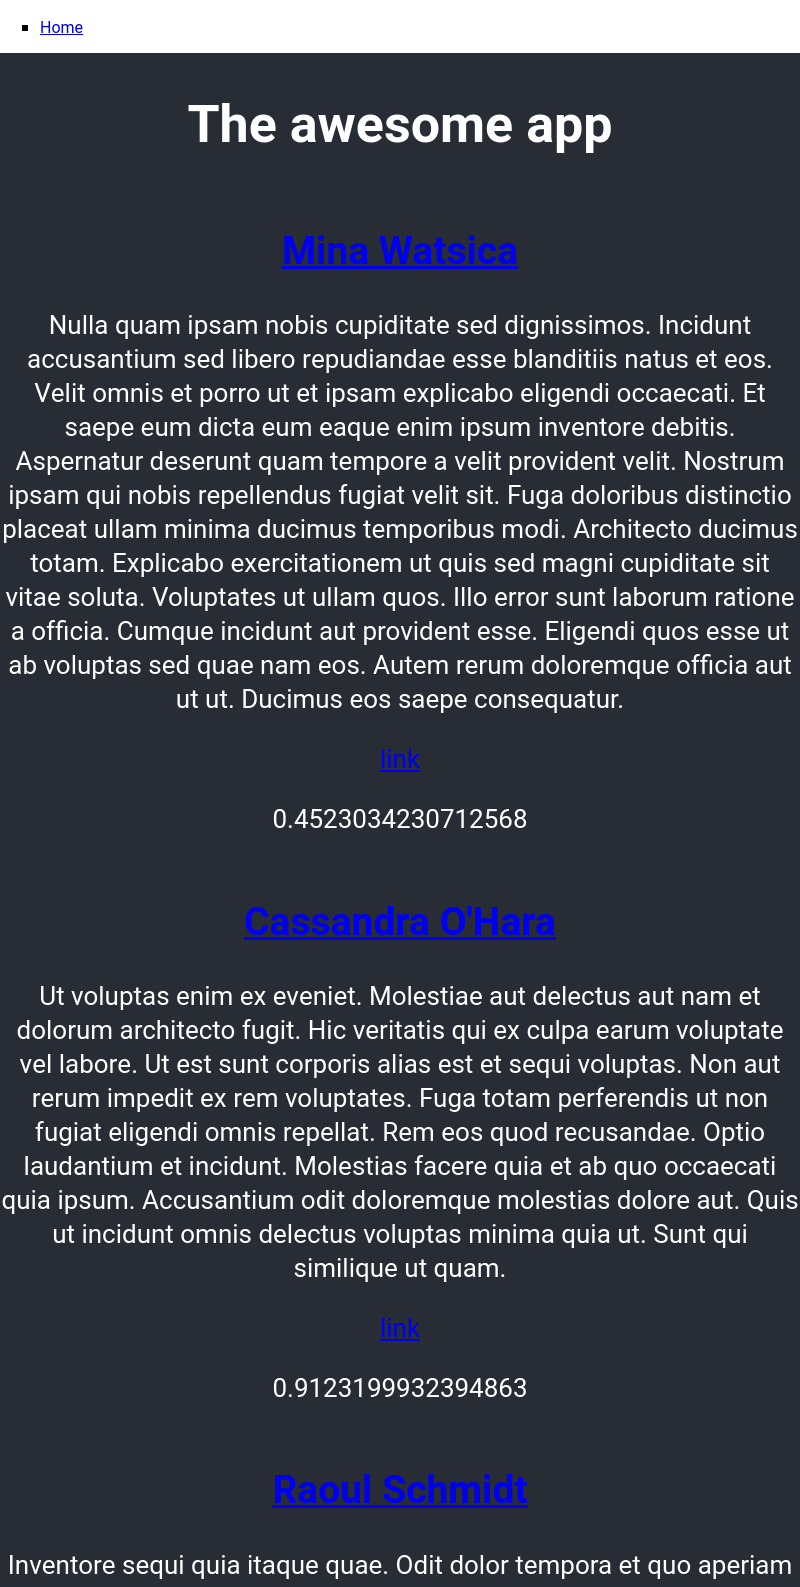 Home
The awesome app
Mina Watsica
Nulla quam ipsam nobis cupiditate sed dignissimos. Incidunt
accusantium sed libero repudiandae esse blanditiis natus et eos.
Velit omnis et porro ut et ipsam explicabo eligendi occaecati. Et
saepe eum dicta eum eaque enim ipsum inventore debitis.
Aspernatur deserunt quam tempore a velit provident velit. Nostrum
ipsam qui nobis repellendus fugiat velit sit. Fuga doloribus distinctio
placeat ullam minima ducimus temporibus modi. Architecto ducimus
totam. Explicabo exercitationem ut quis sed magni cupiditate sit
vitae soluta. Voluptates ut ullam quos. Illo error sunt laborum ratione
a officia. Cumque incidunt aut provident esse. Eligendi quos esse ut
ab voluptas sed quae nam eos. Autem rerum doloremque officia aut
ut ut. Ducimus eos saepe consequatur.
link
0.4523034230712568
Cassandra O'Hara
Ut voluptas enim ex eveniet. Molestiae aut delectus aut nam et
dolorum architecto fugit. Hic veritatis qui ex culpa earum voluptate
vel labore. Ut est sunt corporis alias est et sequi voluptas. Non aut
rerum impedit ex rem voluptates. Fuga totam perferendis ut non
fugiat eligendi omnis repellat. Rem eos quod recusandae. Optio
laudantium et incidunt. Molestias facere quia et ab quo occaecati
quia ipsum. Accusantium odit doloremque molestias dolore aut. Quis
ut incidunt omnis delectus voluptas minima quia ut. Sunt qui
similique ut quam.
link
0.9123199932394863
Raoul Schmidt
Inventore sequi quia itaque quae. Odit dolor tempora et quo aperiam